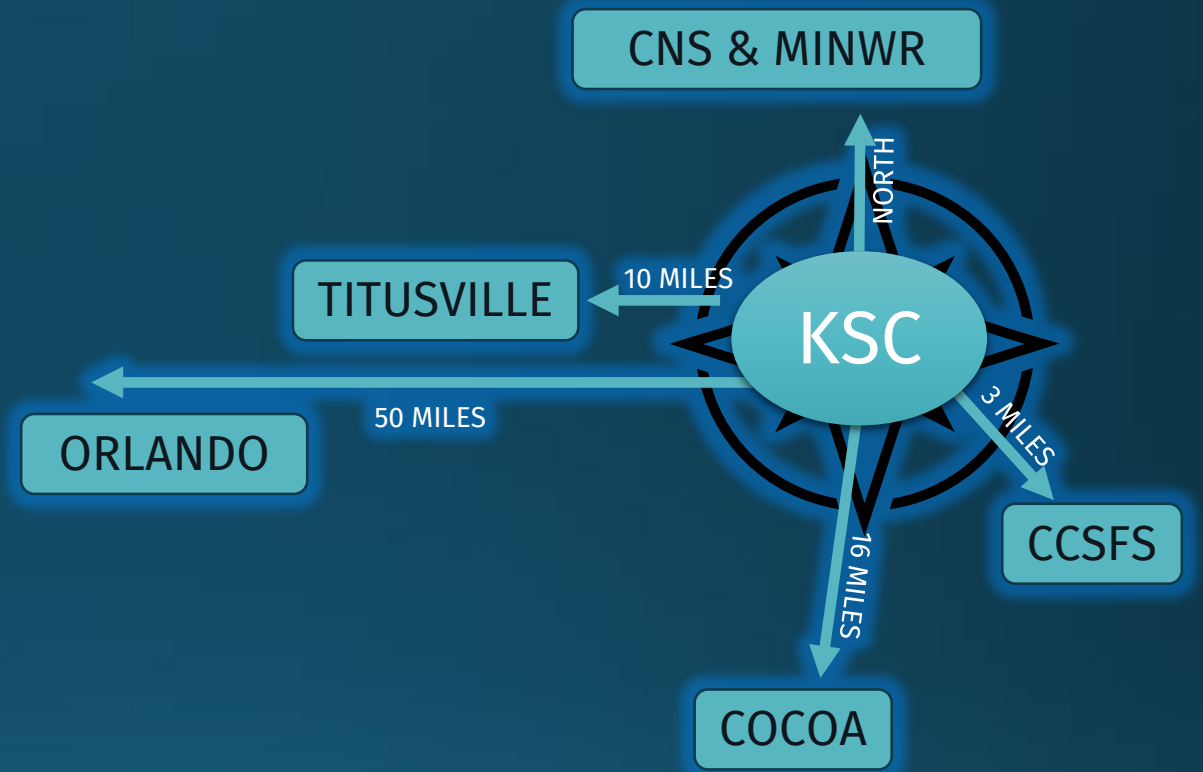 CNS & MINWR
NORTH
TITUSVILLE
10 MILES
KSC
ORLANDO
50 MILES
3 MILES
CCSFS
16 MILES
COCOA